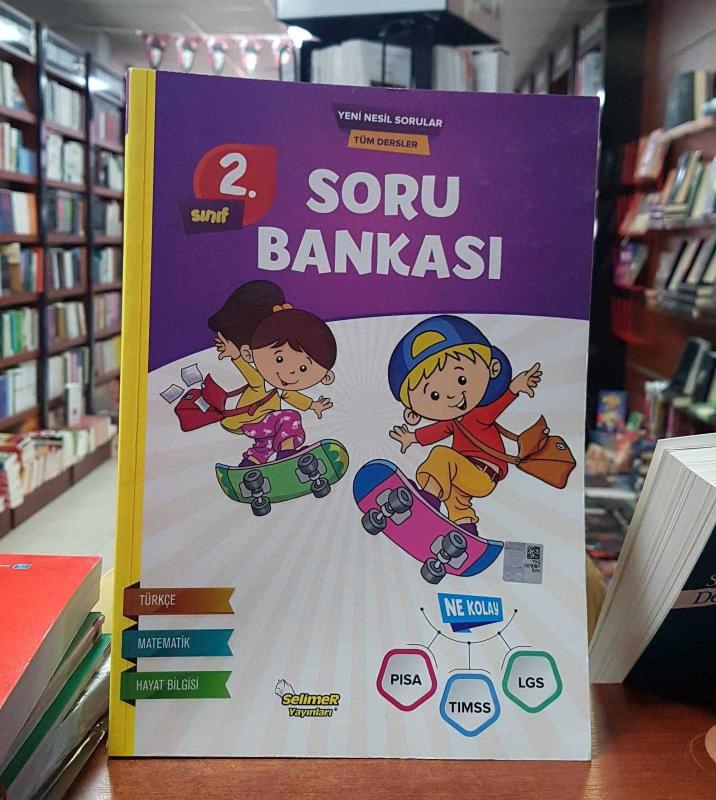 YENİ NESİL SORULAR
TÜM DERSLER
2.
sınıf
SORU
BANKASI
TÜRKÇE
MATEMATİK
HAYAT BİLGİSİ
NE KOLAY
PISA
TIMSS
LGS
SelimeR
Yayınları